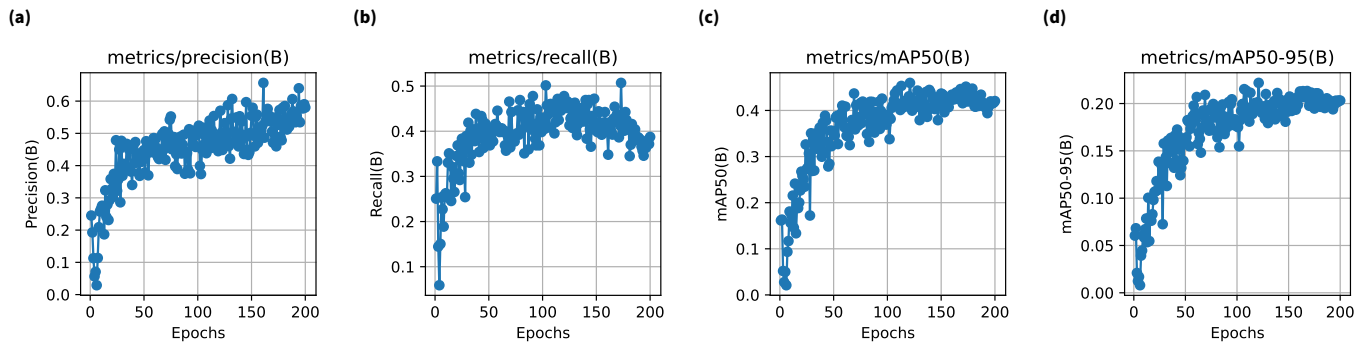 (a)
metrics/precision(B)
Precision(B)
0.6
0.5
0.4
0.3
0.2
0.1
0.0
0 50 100 150 200
Epochs
(b)
metrics/recall(B)
Recall(B)
0.5
0.4
0.3
0.2
0.1
0 50 100 150 200
Epochs
(c)
metrics/mAP50(B)
mAP50(B)
0.4
0.3
0.2
0.1
0.0
0 50 100 150 200
Epochs
(d)
metrics/mAP50-95(B)
mAP50-95(B)
0.20
0.15
0.10
0.05
0.00
0 50 100 150 200
Epochs